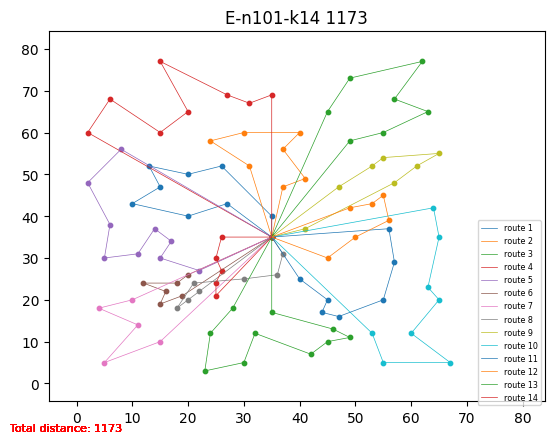 E-n101-k14 1173
80
70
60
50
40
30
20
10
0
0
10
20
30
40
50
60
70
80
route 1
route 2
route 3
route 4
route 5
route 6
route 7
route 8
route 9
route 10
route 11
route 12
route 13
route 14
Total distance: 1173